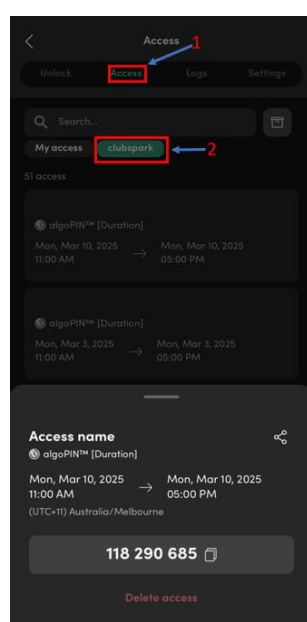 Access 1
Unlock Access Logs Settings
Search...
My access clubspark 2
51 access
algoPIN™ [Duration]
Mon, Mar 10, 2025 → Mon, Mar 10, 2025
11:00 AM 05:00 PM
algoPIN™ [Duration]
Mon, Mar 3, 2025 → Mon, Mar 3, 2025
11:00 AM 05:00 PM
Access name
algoPIN™ [Duration]
Mon, Mar 10, 2025 → Mon, Mar 10, 2025
11:00 AM 05:00 PM
(UTC+11) Australia/Melbourne
118 290 685
Delete access